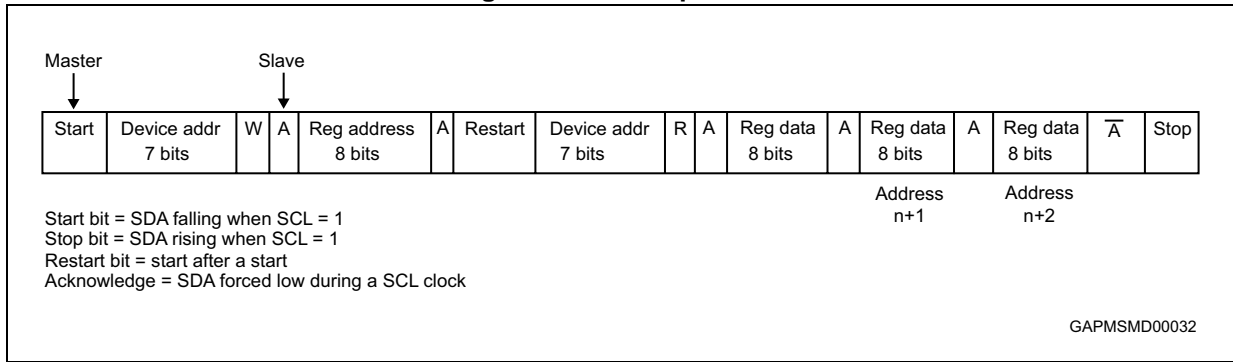 Master Slave
Start Device addr 7 bits W A Reg address 8 bits A Restart Device addr 7 bits R A Reg data 8 bits A Reg data 8 bits A Reg data 8 bits A̅ Stop
Address n+1 Address n+2
Start bit = SDA falling when SCL = 1
Stop bit = SDA rising when SCL = 1
Restart bit = start after a start
Acknowledge = SDA forced low during a SCL clock
GAPMSMD00032